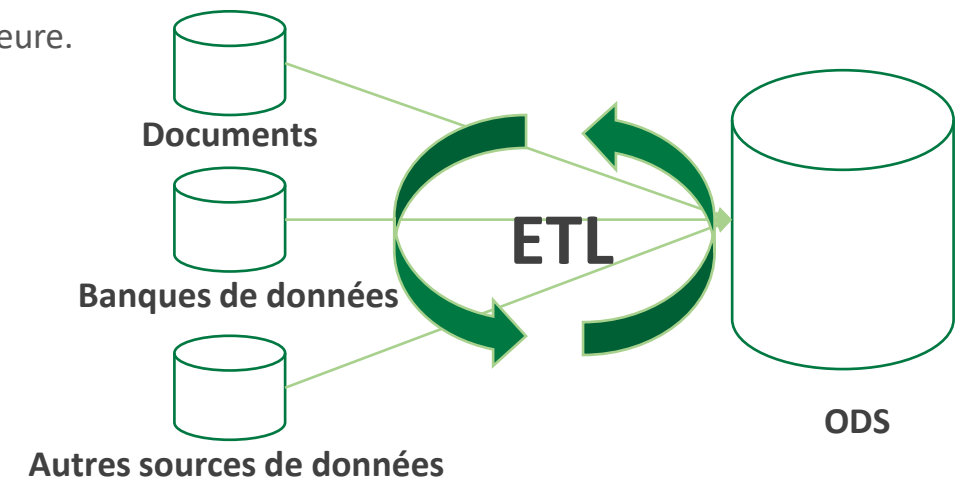 eure.
Documents
ETL
Banques de données
ODS
Autres sources de données